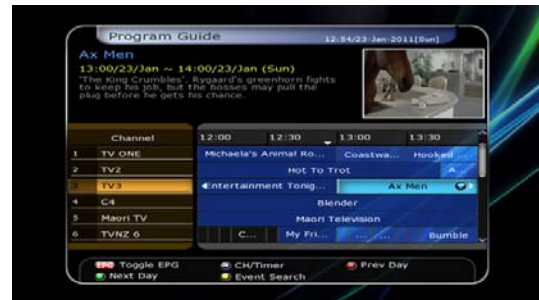 Program Guide 12:54/23-Jan-2011[Sun]
Ax Men
13:00/23/Jan ~ 14:00/23/Jan (Sun)
'The King Crumbles'. Rygaard's greenhorn fights
to keep his job, but the bosses may pull the
plug before he gets his chance.
Channel 12:00 12:30 13:00 13:30
1 TV ONE Michaela's Animal Ro... Coastwa... Hooked ...
2 TV2 Hot To Trot A...
3 TV3 Entertainment Tonig... Ax Men
4 C4 Blender
5 Maori TV Maori Television
6 TVNZ 6 C... My Fri... ... ... Bumble
EPG Toggle EPG CH/Timer Prev Day
Next Day Event Search